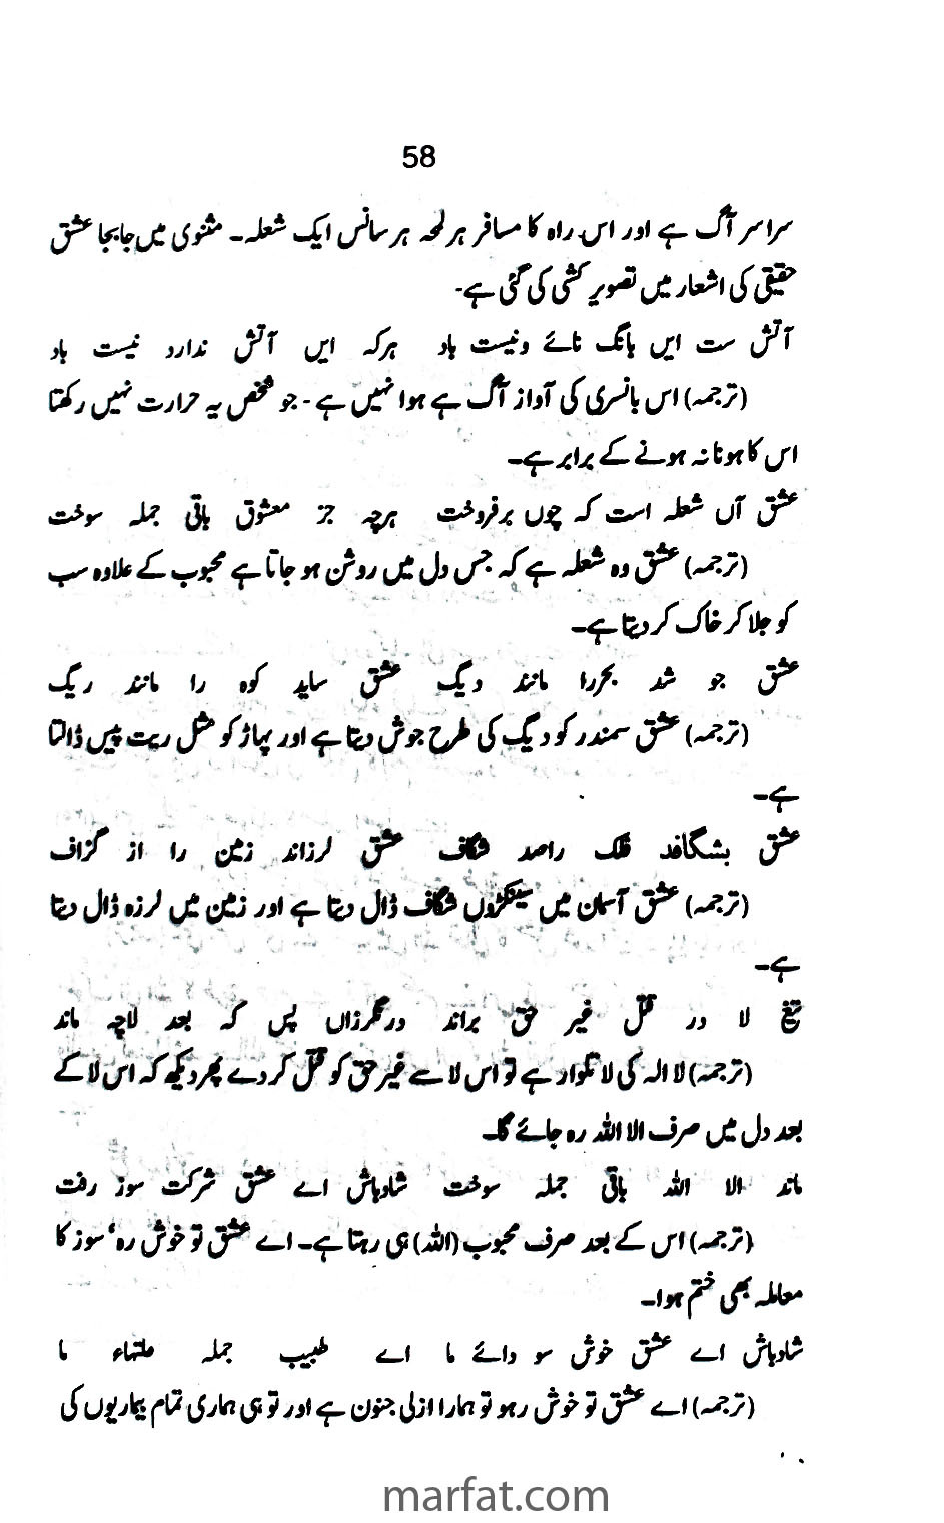 58
سراسر آگ ہے اور اس راہ کا مسافر ہر لمحہ ہر سانس ایک شعلہ۔ مثنوی میں جابجا عشق
حقیقی کی اشعار میں تصویر کشی کی گئی ہے۔
آتش ست ایں بانگ نائے ونیست باد ہرکہ ایں آتش ندارد نیست باد
(ترجمہ) اس بانسری کی آواز آگ ہے ہوا نہیں ہے۔ جو شخص یہ حرارت نہیں رکھتا
اس کا ہونا نہ ہونے کے برابر ہے۔
عشق آں شعلہ است کہ چوں برفروخت ہرچہ جز معشوق باقی جملہ سوخت
(ترجمہ) عشق وہ شعلہ ہے کہ جس دل میں روشن ہو جاتا ہے محبوب کے علاوہ سب
کو جلا کر خاک کر دیتا ہے۔
عشق جو شد بحررا مانند دیگ عشق ساید کوہ را مانند ریگ
(ترجمہ) عشق سمندر کو دیگ کی طرح جوش دیتا ہے اور پہاڑ کو مثل ریت پیس ڈالتا
ہے۔
عشق بشگافد فلک راصد شگاف عشق لرزاند زمین را از گزاف
(ترجمہ) عشق آسمان میں سینکڑوں شگاف ڈال دیتا ہے اور زمین میں لرزہ ڈال دیتا
ہے۔
تیغ لا در قتل غیر حق براند درنگرزاں پس کہ بعد لاچہ ماند
(ترجمہ) لا الہ کی لا تلوار ہے تو اس لا سے غیر حق کو قتل کر دے پھر دیکھ کہ اس لا کے
بعد دل میں صرف الا اللہ رہ جائے گا۔
ماند الا اللہ باقی جملہ سوخت شادباش اے عشق شرکت سوز رفت
(ترجمہ) اس کے بعد صرف محبوب (اللہ) ہی رہتا ہے۔ اے عشق تو خوش رہ' سوز کا
معاملہ بھی ختم ہوا۔
شادباش اے عشق خوش سو دائے ما اے طبیب جملہ علتہاء ما
(ترجمہ) اے عشق تو خوش رہو تو ہمارا ازلی جنون ہے اور تو ہی ہماری تمام بیماریوں کی
marfat.com